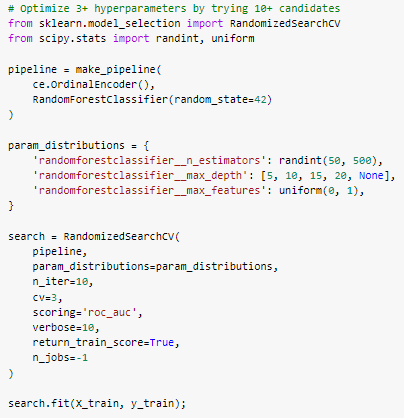 # Optimize 3+ hyperparameters by trying 10+ candidates
from sklearn.model_selection import RandomizedSearchCV
from scipy.stats import randint, uniform

pipeline = make_pipeline(
    ce.OrdinalEncoder(),
    RandomForestClassifier(random_state=42)
)

param_distributions = {
    'randomforestclassifier__n_estimators': randint(50, 500),
    'randomforestclassifier__max_depth': [5, 10, 15, 20, None],
    'randomforestclassifier__max_features': uniform(0, 1),
}

search = RandomizedSearchCV(
    pipeline,
    param_distributions=param_distributions,
    n_iter=10,
    cv=3,
    scoring='roc_auc',
    verbose=10,
    return_train_score=True,
    n_jobs=-1
)

search.fit(X_train, y_train);